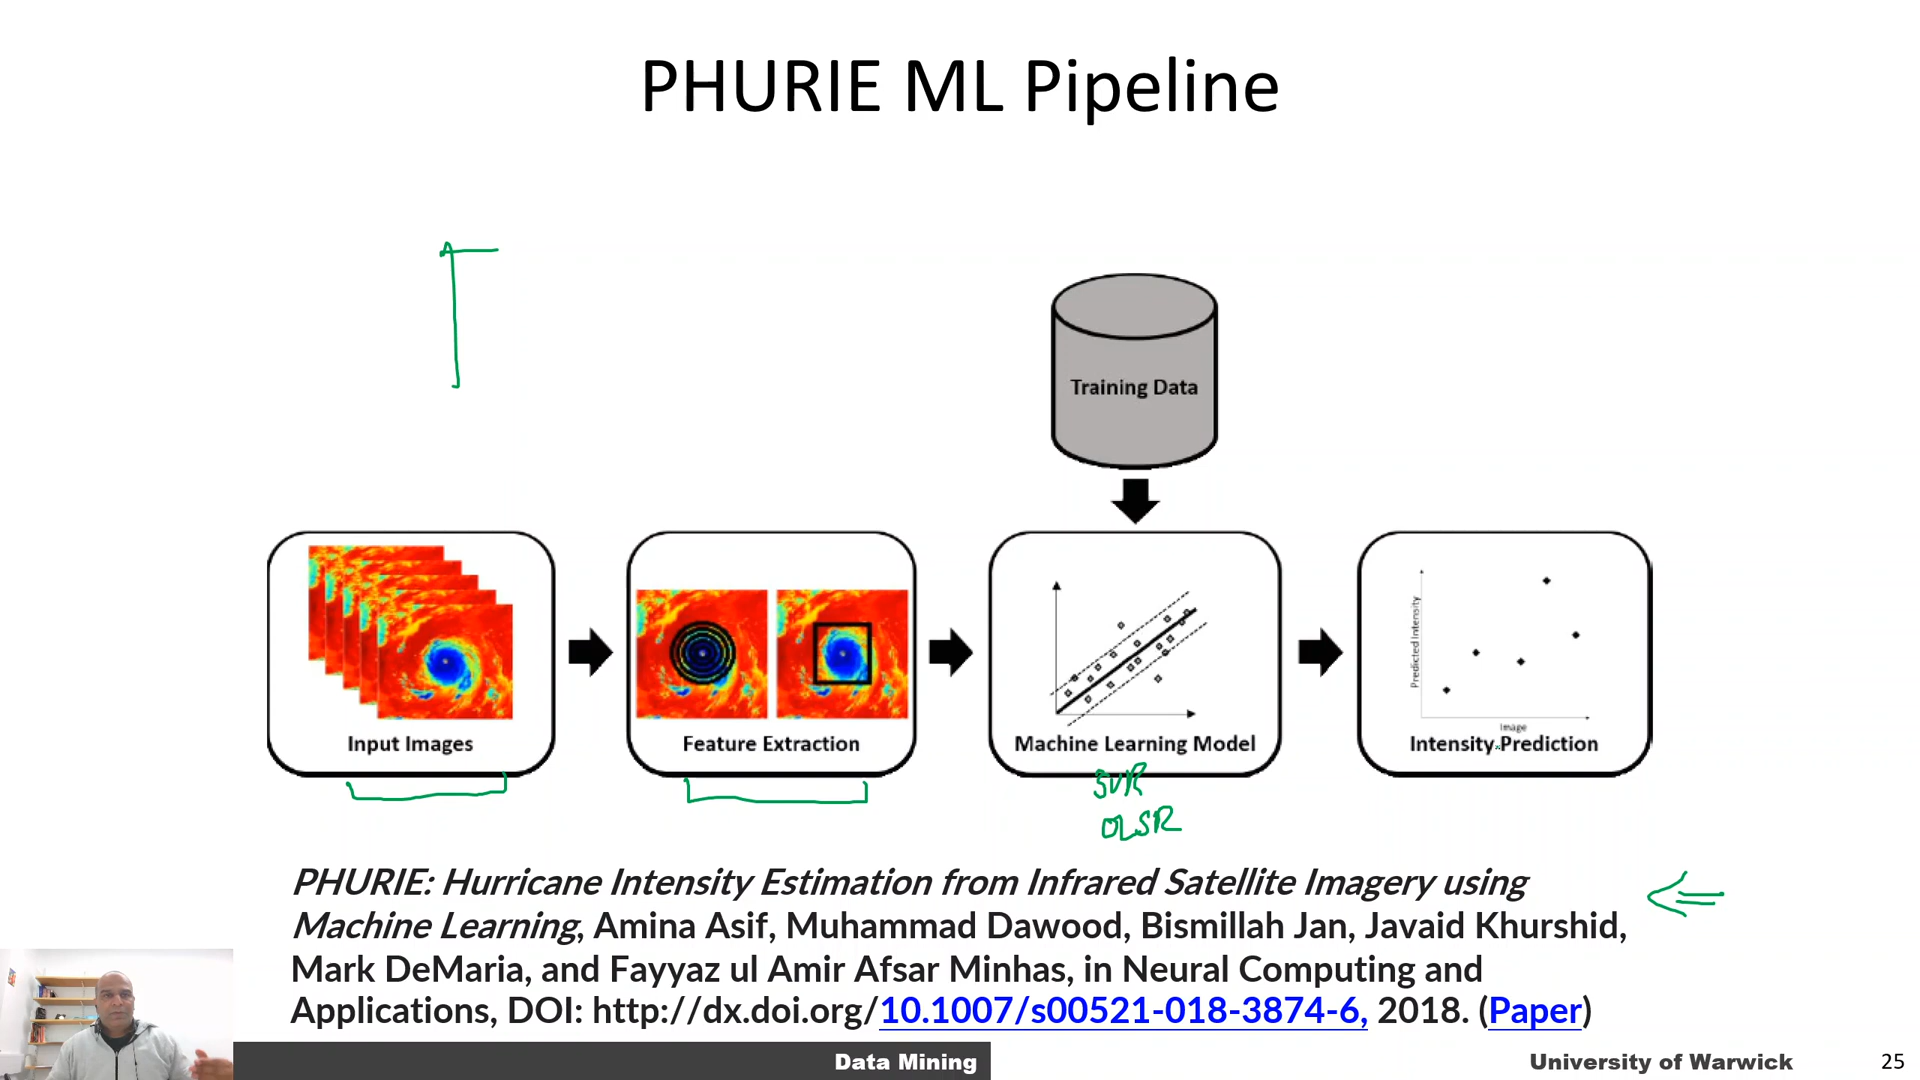 PHURIE ML Pipeline
Training Data
Input Images
Feature Extraction
Machine Learning Model
Predicted Intensity
Image
Intensity Prediction
SVR
OLSR
PHURIE: Hurricane Intensity Estimation from Infrared Satellite Imagery using
Machine Learning, Amina Asif, Muhammad Dawood, Bismillah Jan, Javaid Khurshid,
Mark DeMaria, and Fayyaz ul Amir Afsar Minhas, in Neural Computing and
Applications, DOI: http://dx.doi.org/10.1007/s00521-018-3874-6, 2018. (Paper)
Data Mining
University of Warwick
25